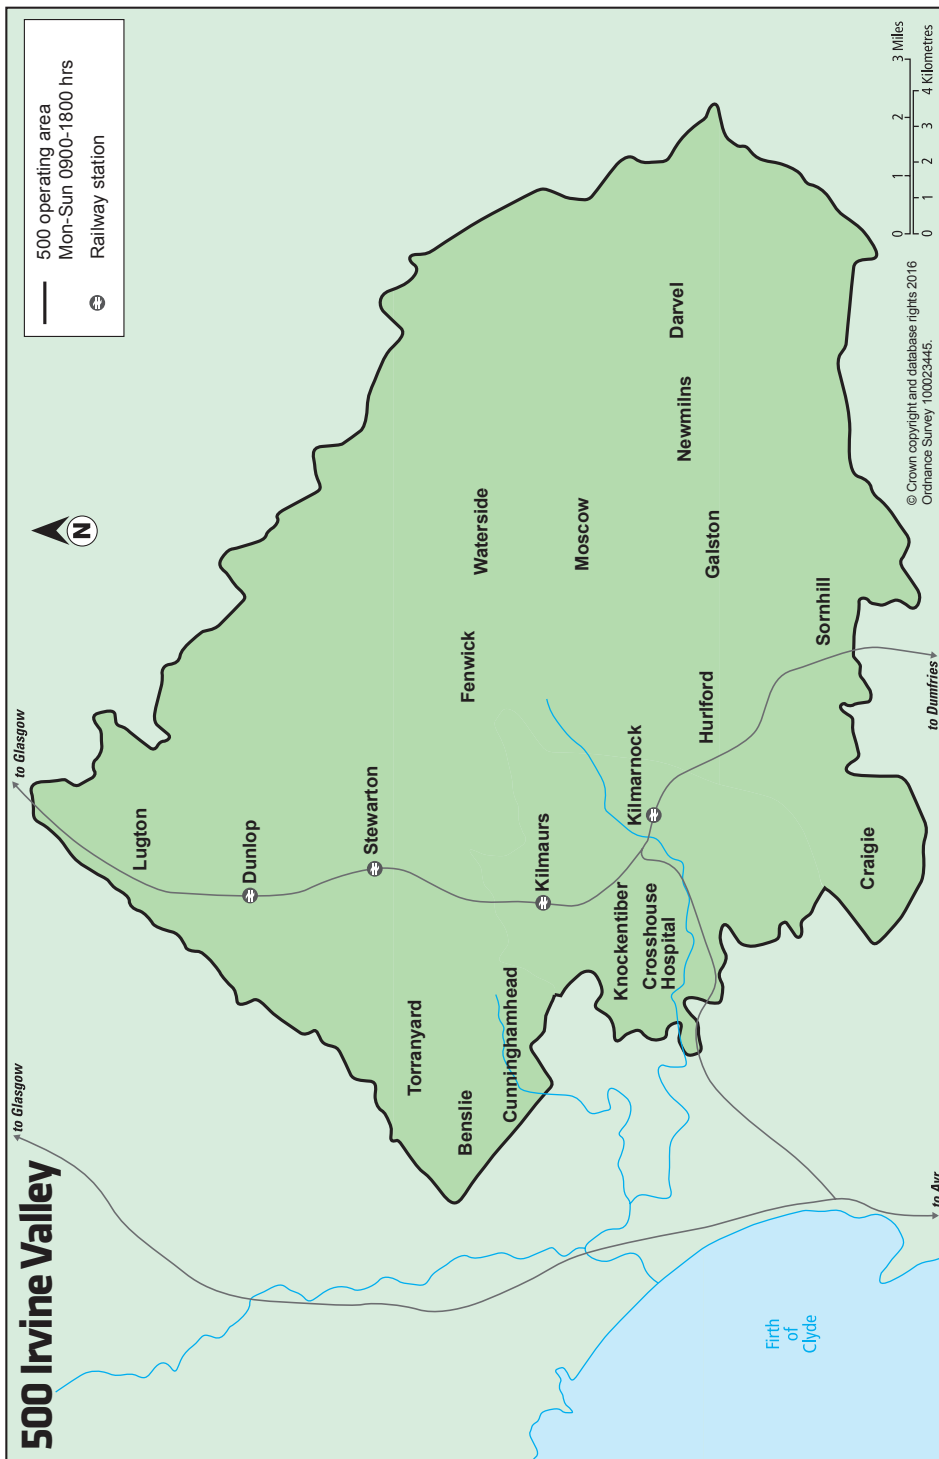 500 Irvine Valley
500 operating area
Mon-Sun 0900-1800 hrs
Railway station
N
to Glasgow
to Glasgow
Lugton
Dunlop
Stewarton
Torranyard
Benslie
Fenwick
Waterside
Cunninghamhead
Kilmaurs
Moscow
Knockentiber
Crosshouse
Hospital
Kilmarnock
Hurlford
Galston
Newmilns
Darvel
Sornhill
Craigie
Firth
of
Clyde
to Ayr
to Dumfries
© Crown copyright and database rights 2016
Ordnance Survey 100023445.
0 1 2 3 Miles
0 1 2 3 4 Kilometres